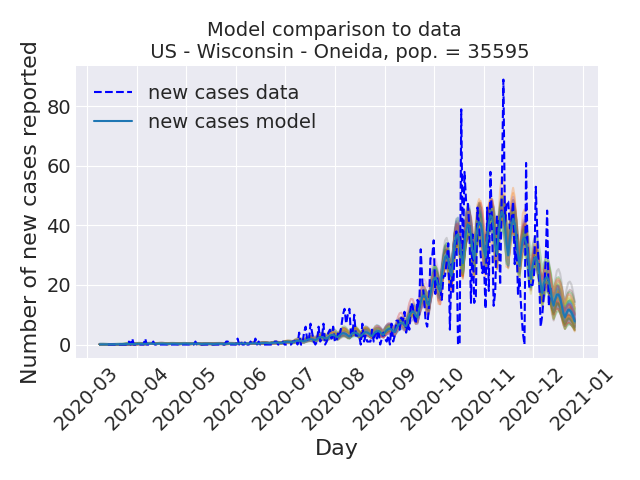 Model comparison to data
US - Wisconsin - Oneida, pop. = 35595
new cases data
new cases model
Number of new cases reported
80
60
40
20
0
2020-03
2020-04
2020-05
2020-06
2020-07
2020-08
2020-09
2020-10
2020-11
2020-12
2021-01
Day